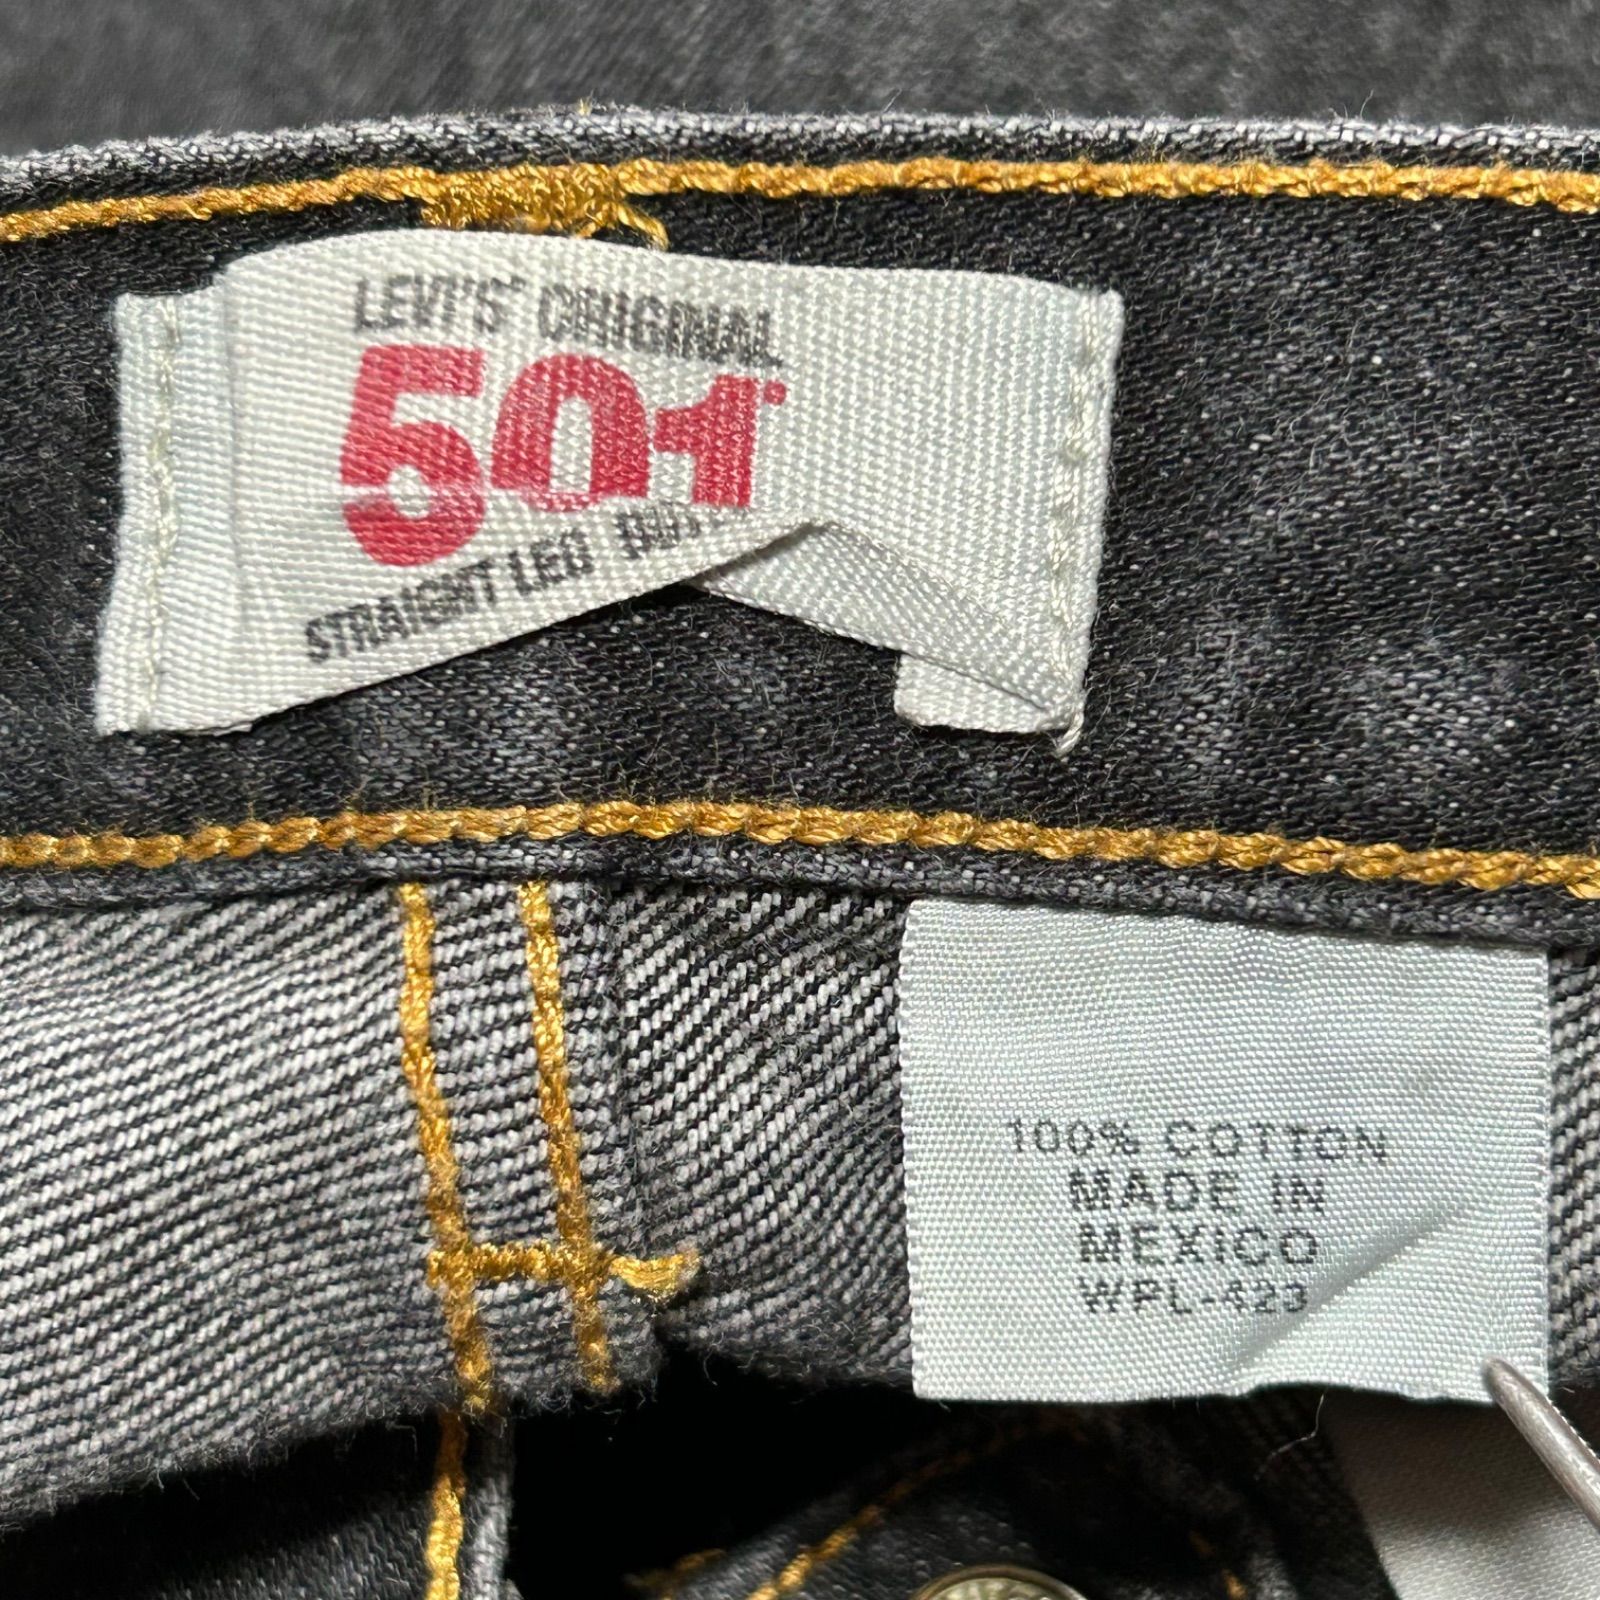 LEVI'S® ORIGINAL
501®
STRAIGHT LEG
100% COTTON
MADE IN
MEXICO
WPL-423